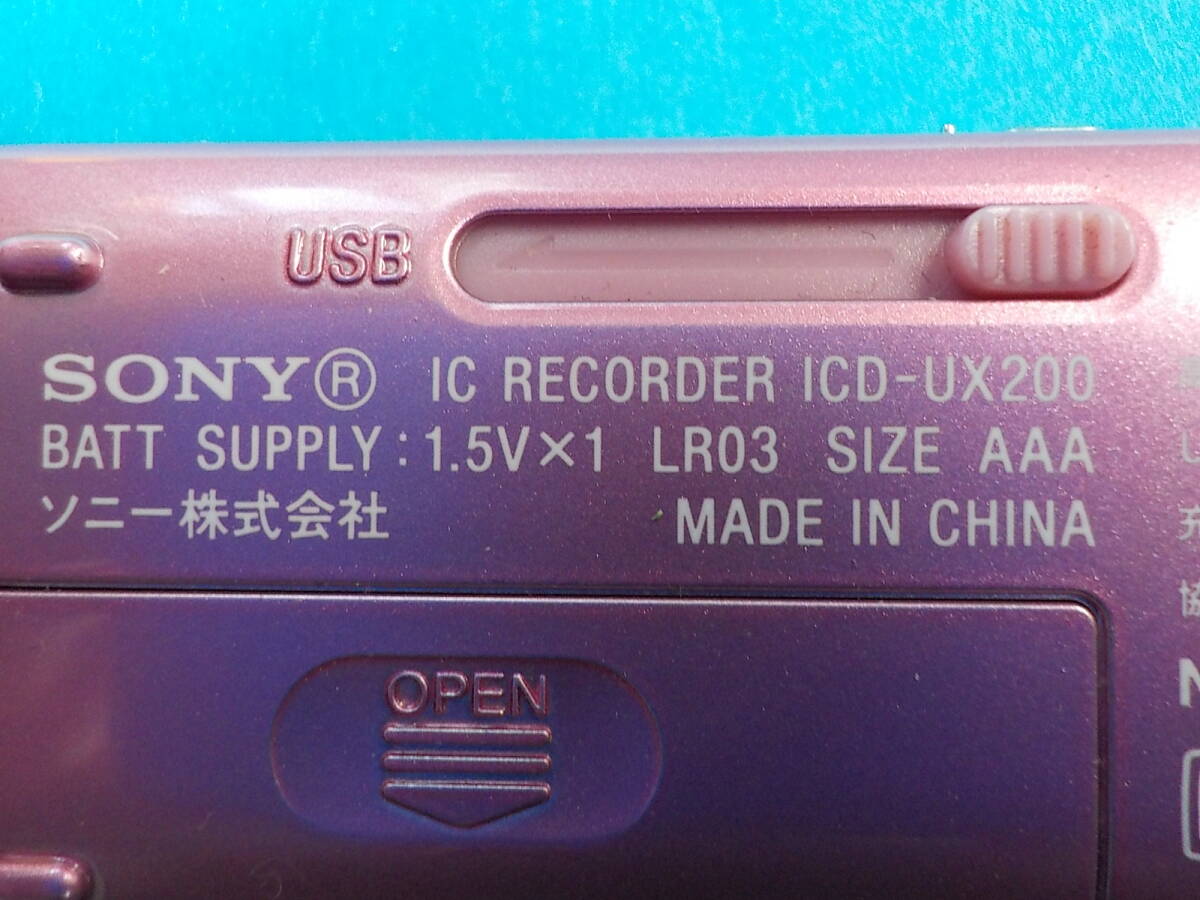 USB
SONY® IC RECORDER ICD-UX200
BATT SUPPLY:1.5V×1 LR03 SIZE AAA
ソニー株式会社 MADE IN CHINA
OPEN